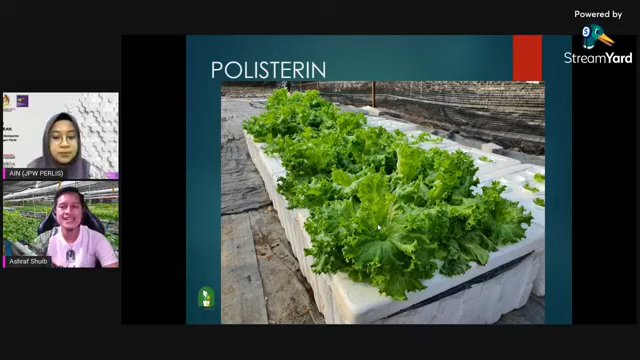 Powered by
StreamYard
POLISTERIN
AIN (JPW PERLIS)
Ashraf Shuib